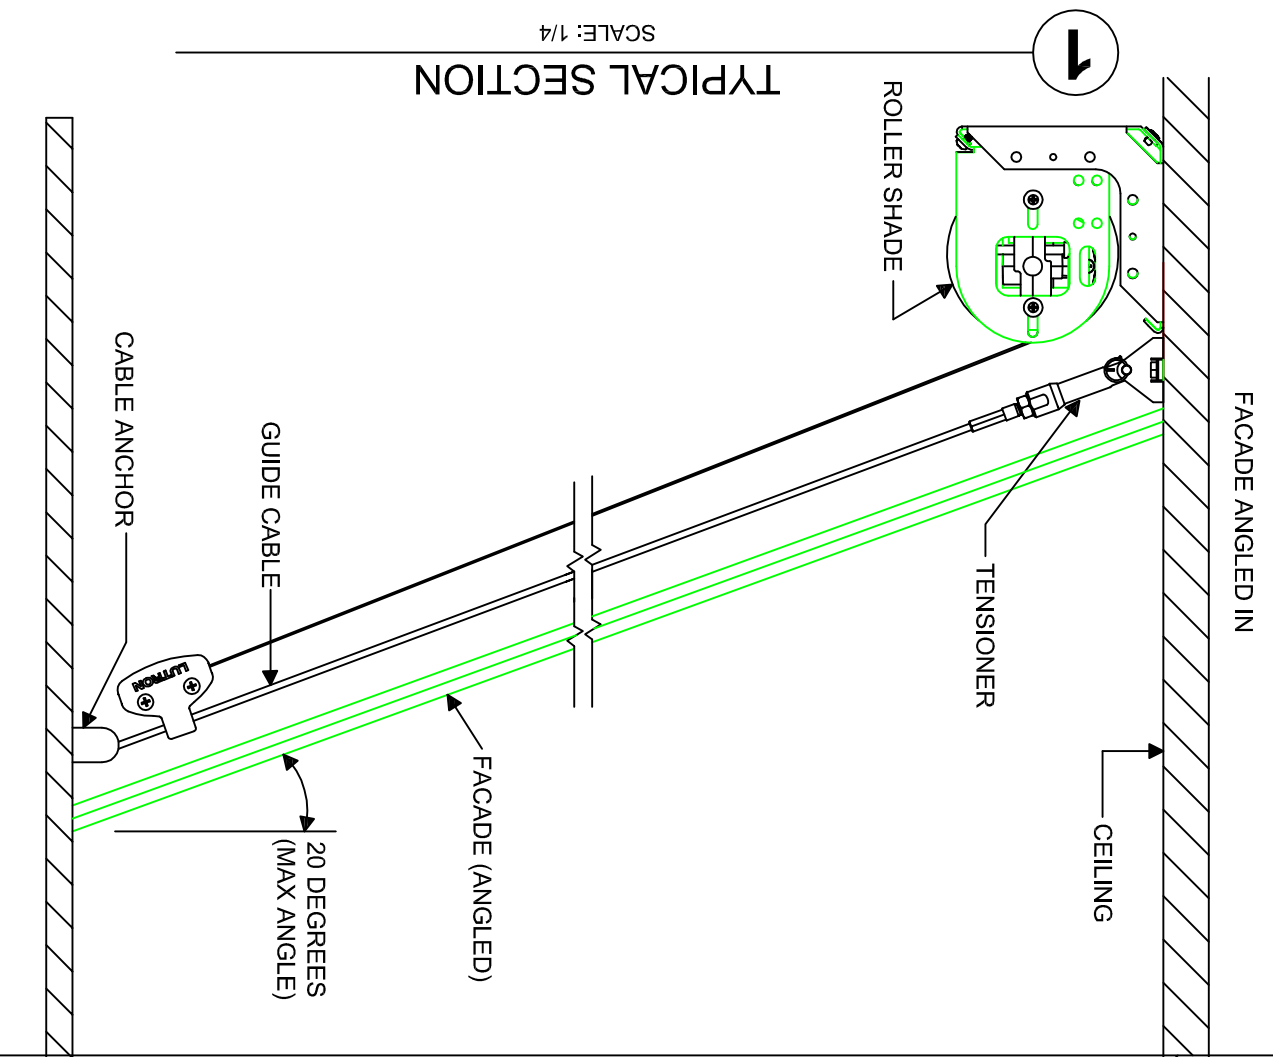 FACADE ANGLED IN
ROLLER SHADE
TENSIONER
CEILING
CABLE ANCHOR
GUIDE CABLE
LUTRON
FACADE (ANGLED)
20 DEGREES
(MAX ANGLE)
1
TYPICAL SECTION
SCALE: 1/4